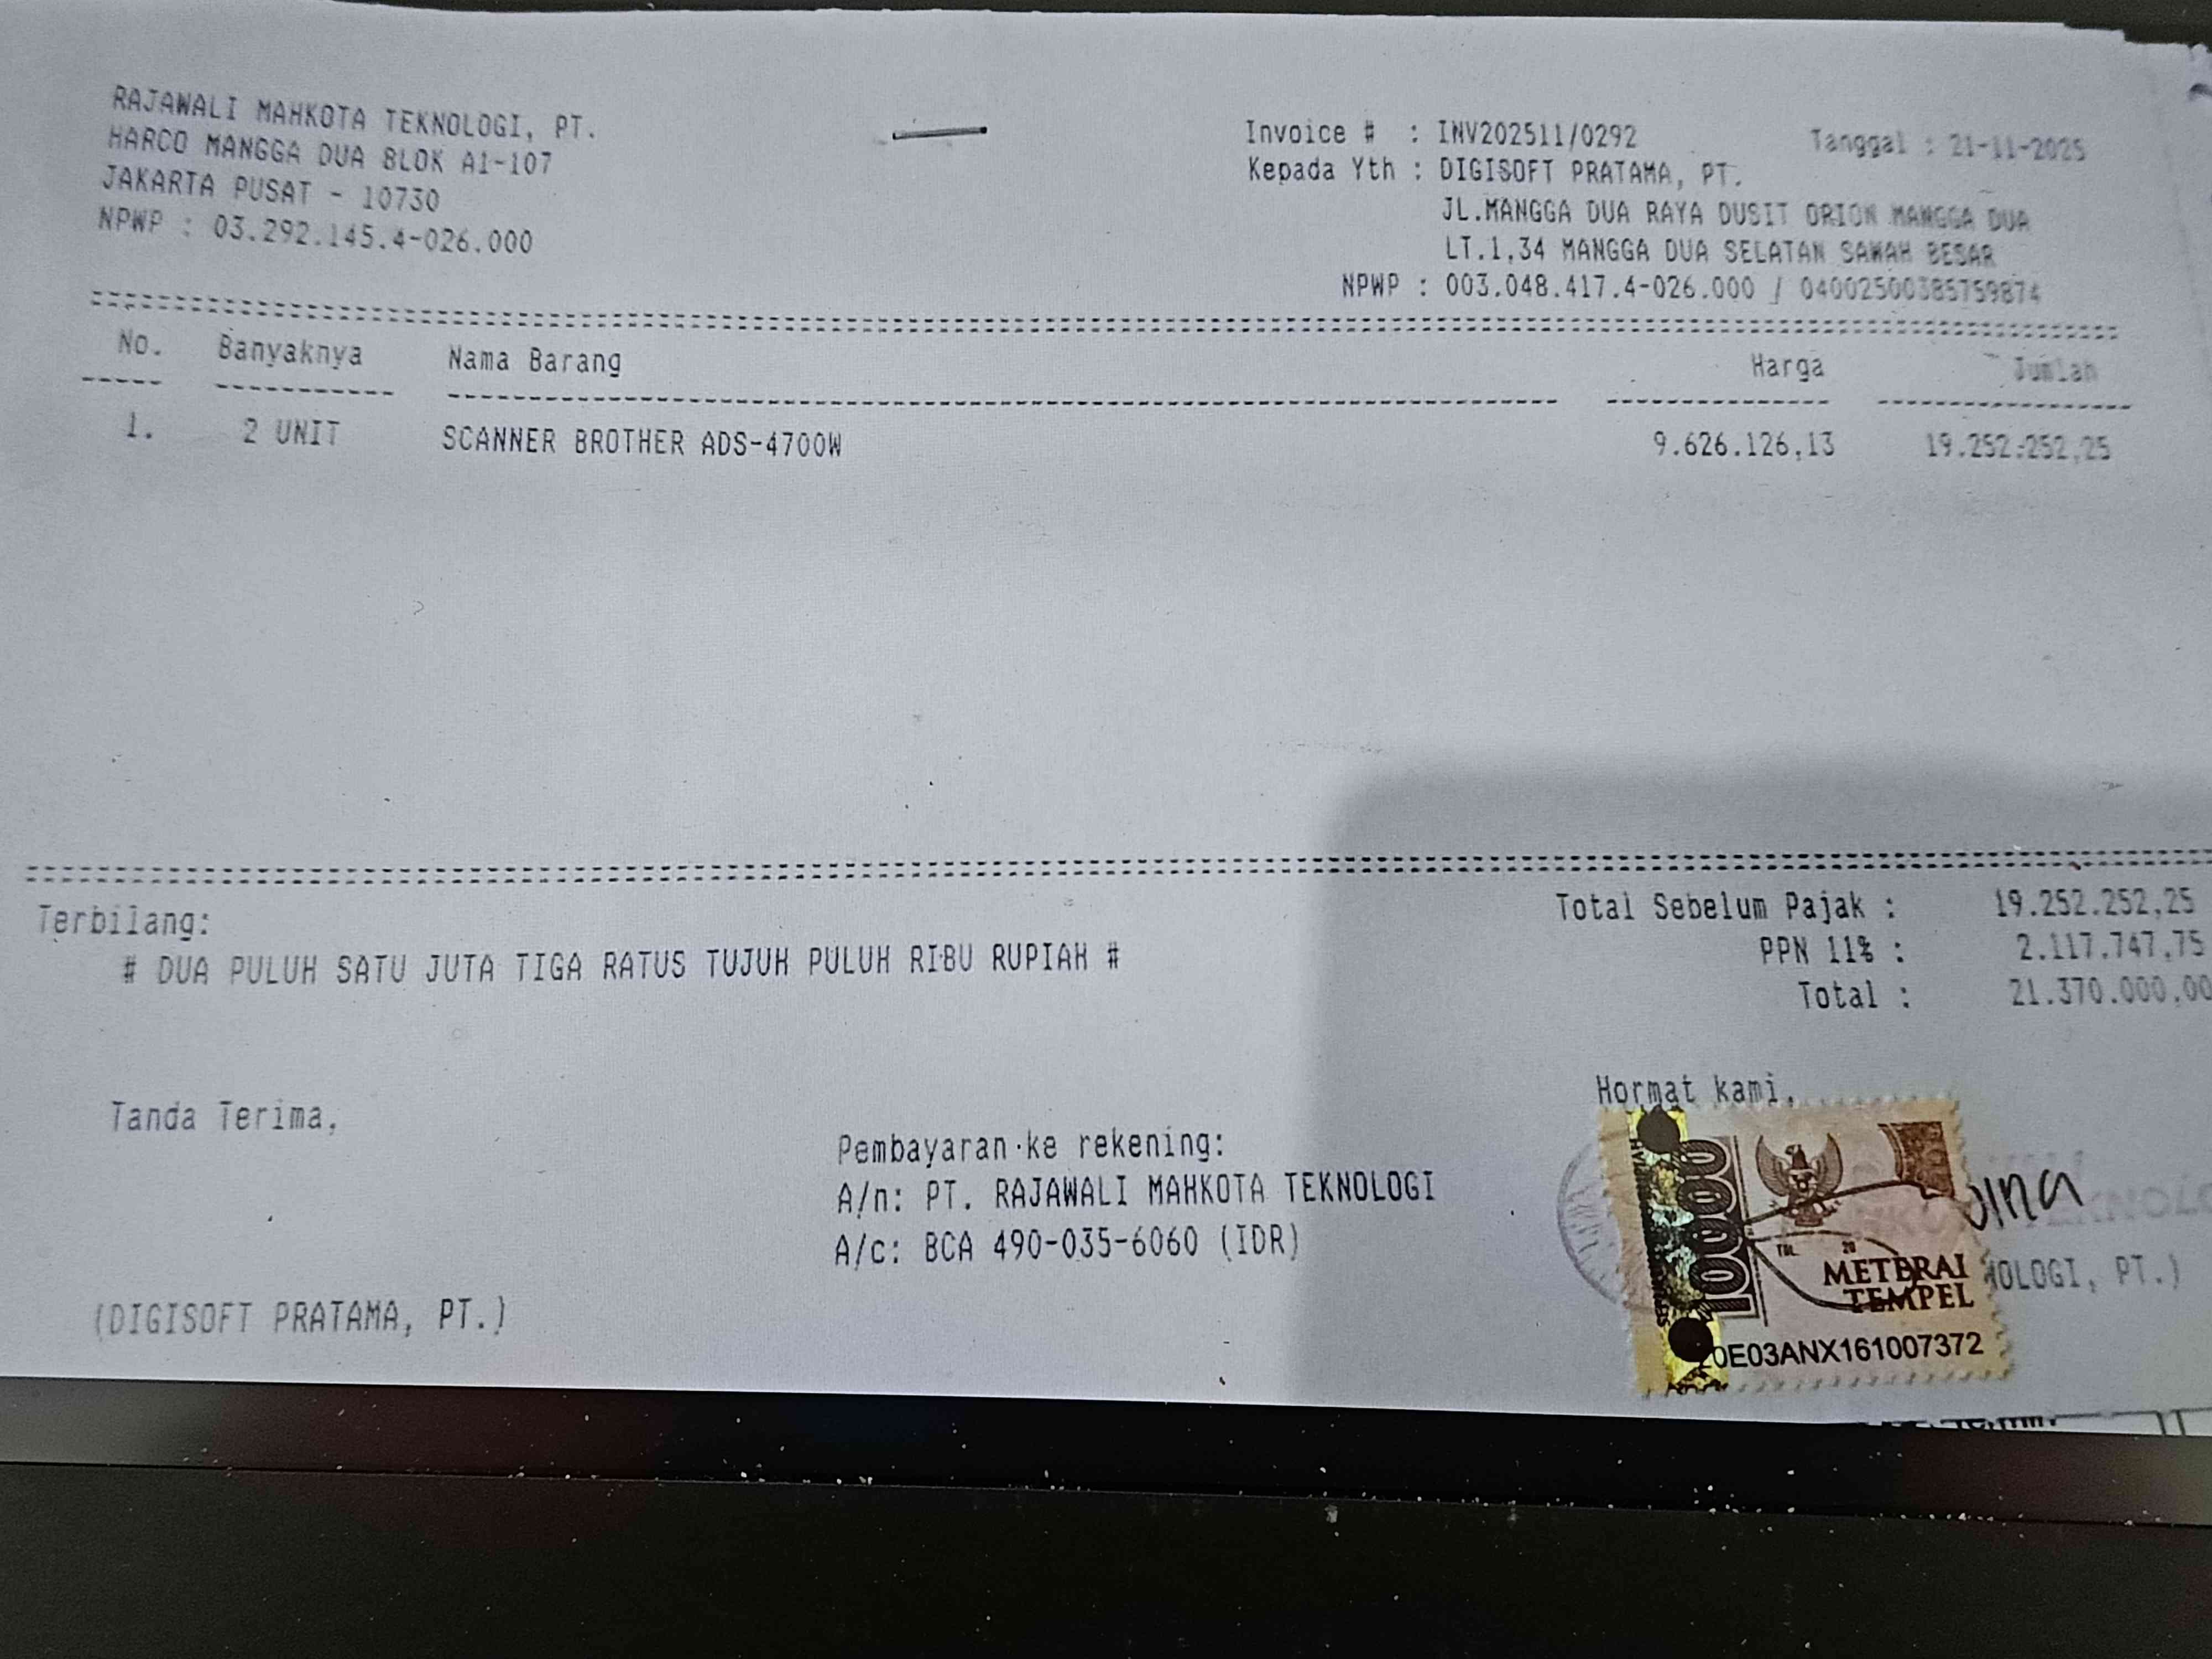 RAJAWALI MAHKOTA TEKNOLOGI, PT.
HARCO MANGGA DUA BLOK A1-107
JAKARTA PUSAT - 10730
NPWP : 03.292.145.4-026.000
Invoice # : INV202511/0292 Tanggal : 21-11-2025
Kepada Yth : DIGISOFT PRATAMA, PT.
JL.MANGGA DUA RAYA DUSIT ORION MANGGA DUA
LT.1,34 MANGGA DUA SELATAN SAWAH BESAR
NPWP : 003.048.417.4-026.000 / 04002500385759874
No. Banyaknya Nama Barang Harga Jumlah
1. 2 UNIT SCANNER BROTHER ADS-4700W 9.626.126,13 19.252.252,25
Terbilang:
# DUA PULUH SATU JUTA TIGA RATUS TUJUH PULUH RIBU RUPIAH #
Total Sebelum Pajak : 19.252.252,25
PPN 11% : 2.117.747,75
Total : 21.370.000,00
Tanda Terima,
(DIGISOFT PRATAMA, PT.)
Pembayaran ke rekening:
A/n: PT. RAJAWALI MAHKOTA TEKNOLOGI
A/c: BCA 490-035-6060 (IDR)
Hormat kami,
10000
TGL. 20
METERAI
TEMPEL
0E03ANX161007372
OLOGI, PT.)